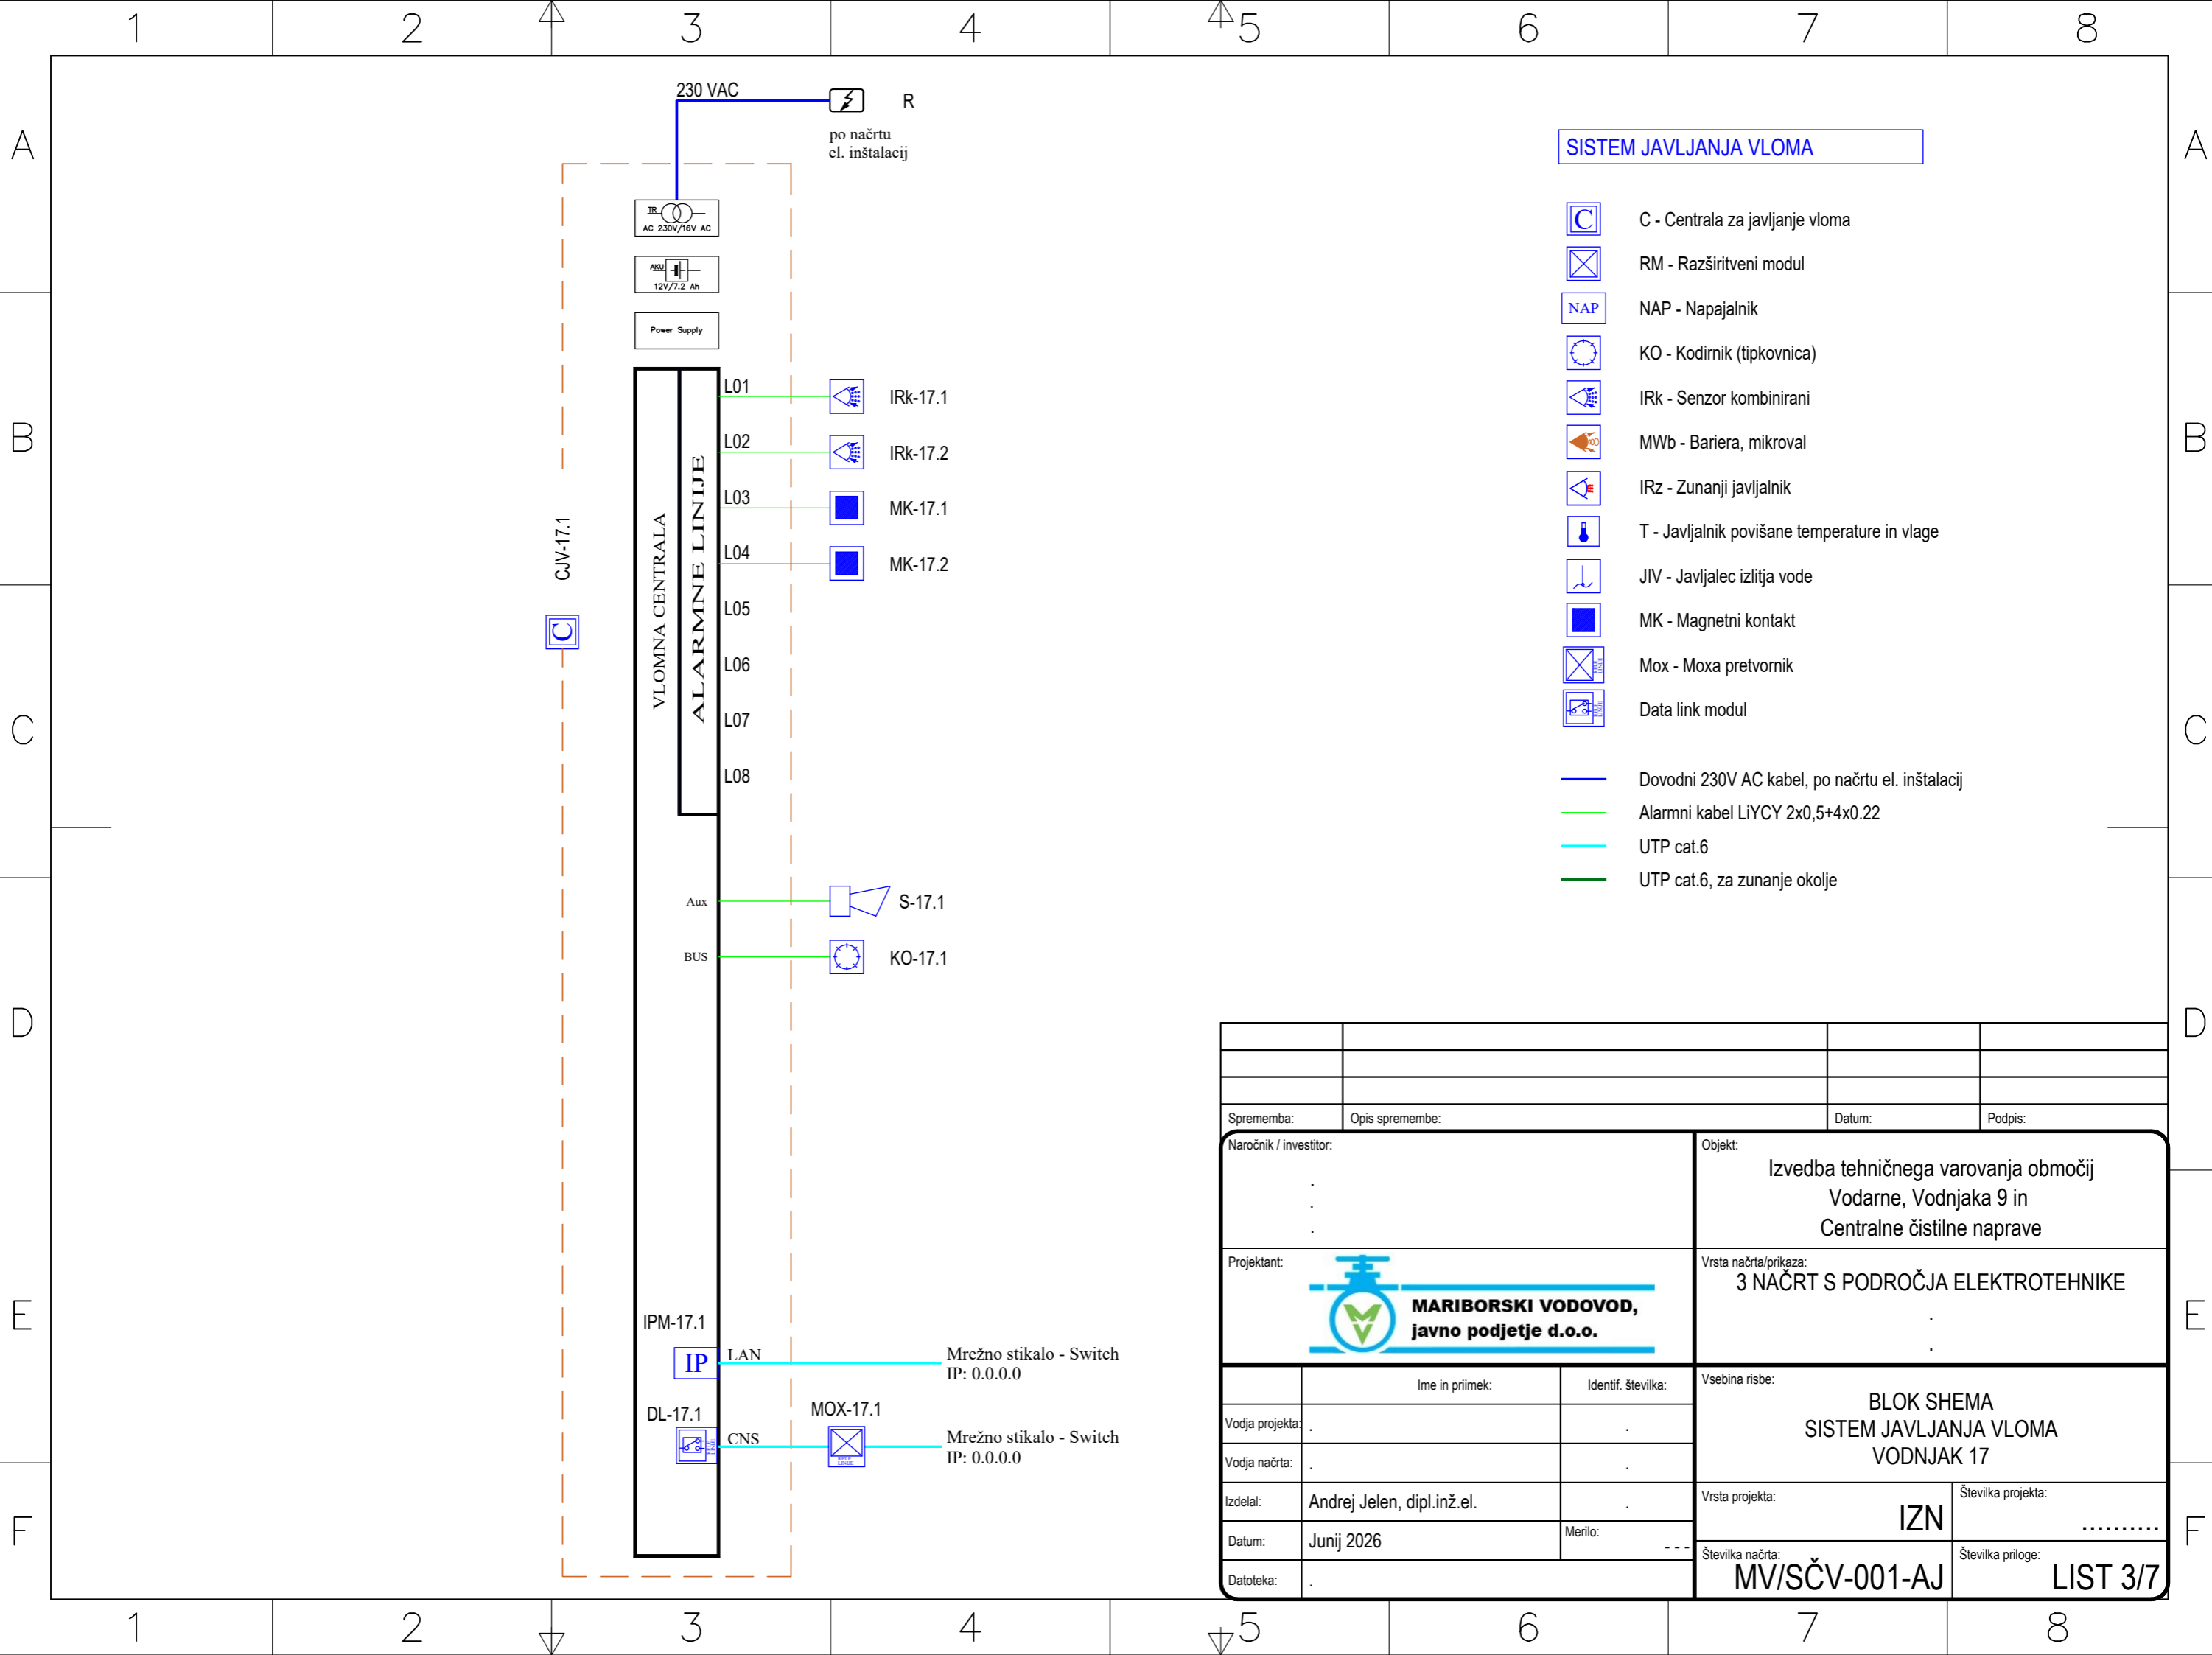 1 2 3 4 5 6 7 8
A A
B B
C C
D D
E E
F F
230 VAC
R
po načrtu
el. inštalacij
TR
AC 230V/16V AC
AKU
12V/7.2 Ah
Power Supply
CJV-17.1
C
VLOMNA CENTRALA
ALARMNE LINIJE
L01
IRk-17.1
L02
IRk-17.2
L03
MK-17.1
L04
MK-17.2
L05
L06
L07
L08
Aux
S-17.1
BUS
KO-17.1
IPM-17.1
IP
LAN
Mrežno stikalo - Switch
IP: 0.0.0.0
DL-17.1
CNS
MOX-17.1
RELE
LINIJE
Mrežno stikalo - Switch
IP: 0.0.0.0
SISTEM JAVLJANJA VLOMA
C
C - Centrala za javljanje vloma
RM - Razširitveni modul
NAP
NAP - Napajalnik
KO - Kodirnik (tipkovnica)
IRk - Senzor kombinirani
MWb - Bariera, mikroval
IRz - Zunanji javljalnik
T - Javljalnik povišane temperature in vlage
JIV - Javljalec izlitja vode
MK - Magnetni kontakt
Mox - Moxa pretvornik
Data link modul
Dovodni 230V AC kabel, po načrtu el. inštalacij
Alarmni kabel LiYCY 2x0,5+4x0.22
UTP cat.6
UTP cat.6, za zunanje okolje
Sprememba: Opis spremembe: Datum: Podpis:
Naročnik / investitor:
.
.
.
Objekt:
Izvedba tehničnega varovanja območij
Vodarne, Vodnjaka 9 in
Centralne čistilne naprave
Projektant:
MARIBORSKI VODOVOD,
javno podjetje d.o.o.
Vrsta načrta/prikaza:
3 NAČRT S PODROČJA ELEKTROTEHNIKE
.
.
Ime in priimek: Identif. številka:
Vodja projekta: . .
Vodja načrta: . .
Izdelal: Andrej Jelen, dipl.inž.el. .
Datum: Junij 2026 Merilo: ---
Datoteka: .
Vsebina risbe:
BLOK SHEMA
SISTEM JAVLJANJA VLOMA
VODNJAK 17
Vrsta projekta: IZN
Številka projekta: ..........
Številka načrta: MV/SČV-001-AJ
Številka priloge: LIST 3/7
1 2 3 4 5 6 7 8